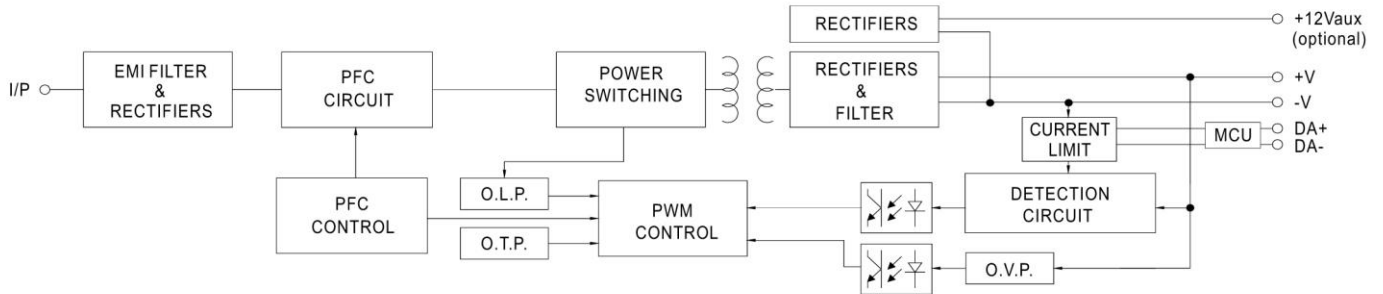 I/P
EMI FILTER
&
RECTIFIERS
PFC
CIRCUIT
POWER
SWITCHING
RECTIFIERS
RECTIFIERS
&
FILTER
+12Vaux
(optional)
+V
-V
DA+
DA-
MCU
CURRENT
LIMIT
DETECTION
CIRCUIT
PFC
CONTROL
O.L.P.
O.T.P.
PWM
CONTROL
O.V.P.